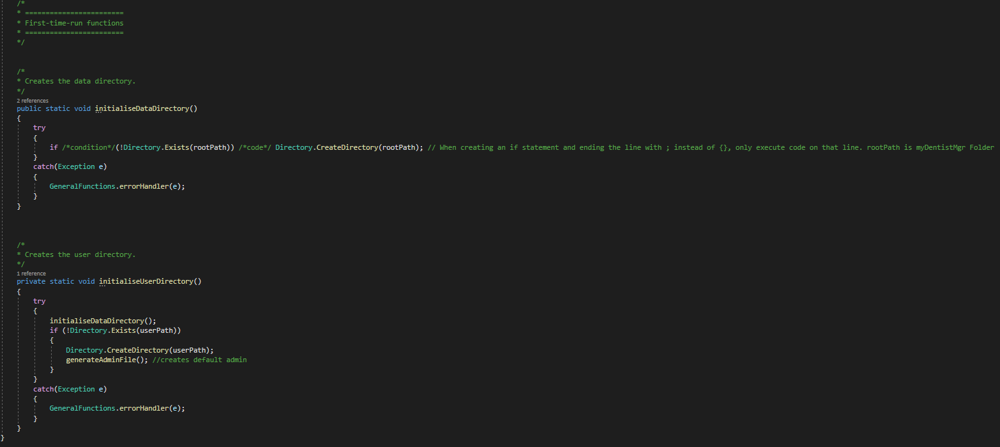 /*
* ========================
* First-time-run functions
* ========================
*/
/*
* Creates the data directory.
*/
2 references
public static void initialiseDataDirectory()
{
try
{
if /*condition*/(!Directory.Exists(rootPath)) /*code*/ Directory.CreateDirectory(rootPath); // When creating an if statement and ending the line with ; instead of {}, only execute code on that line. rootPath is myDentistMgr Folder
}
catch(Exception e)
{
GeneralFunctions.errorHandler(e);
}
}
/*
* Creates the user directory.
*/
1 reference
private static void initialiseUserDirectory()
{
try
{
initialiseDataDirectory();
if (!Directory.Exists(userPath))
{
Directory.CreateDirectory(userPath);
generateAdminFile(); //creates default admin
}
}
catch(Exception e)
{
GeneralFunctions.errorHandler(e);
}
}
}